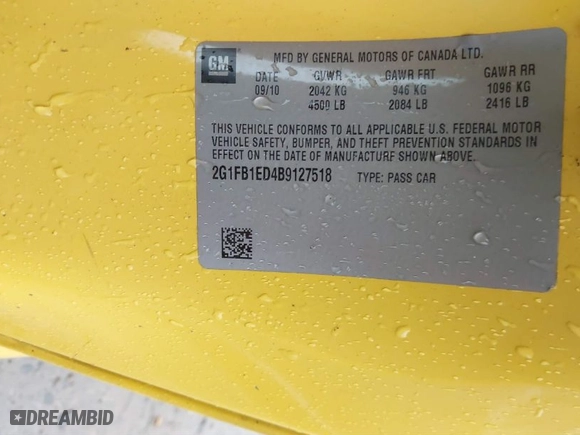 GM
MFD BY GENERAL MOTORS OF CANADA LTD.
DATE GVWR GAWR FRT GAWR RR
09/10 2042 KG 946 KG 1096 KG
4500 LB 2084 LB 2416 LB
THIS VEHICLE CONFORMS TO ALL APPLICABLE U.S. FEDERAL MOTOR
VEHICLE SAFETY, BUMPER, AND THEFT PREVENTION STANDARDS IN
EFFECT ON THE DATE OF MANUFACTURE SHOWN ABOVE.
2G1FB1ED4B9127518 TYPE: PASS CAR
DREAMBID